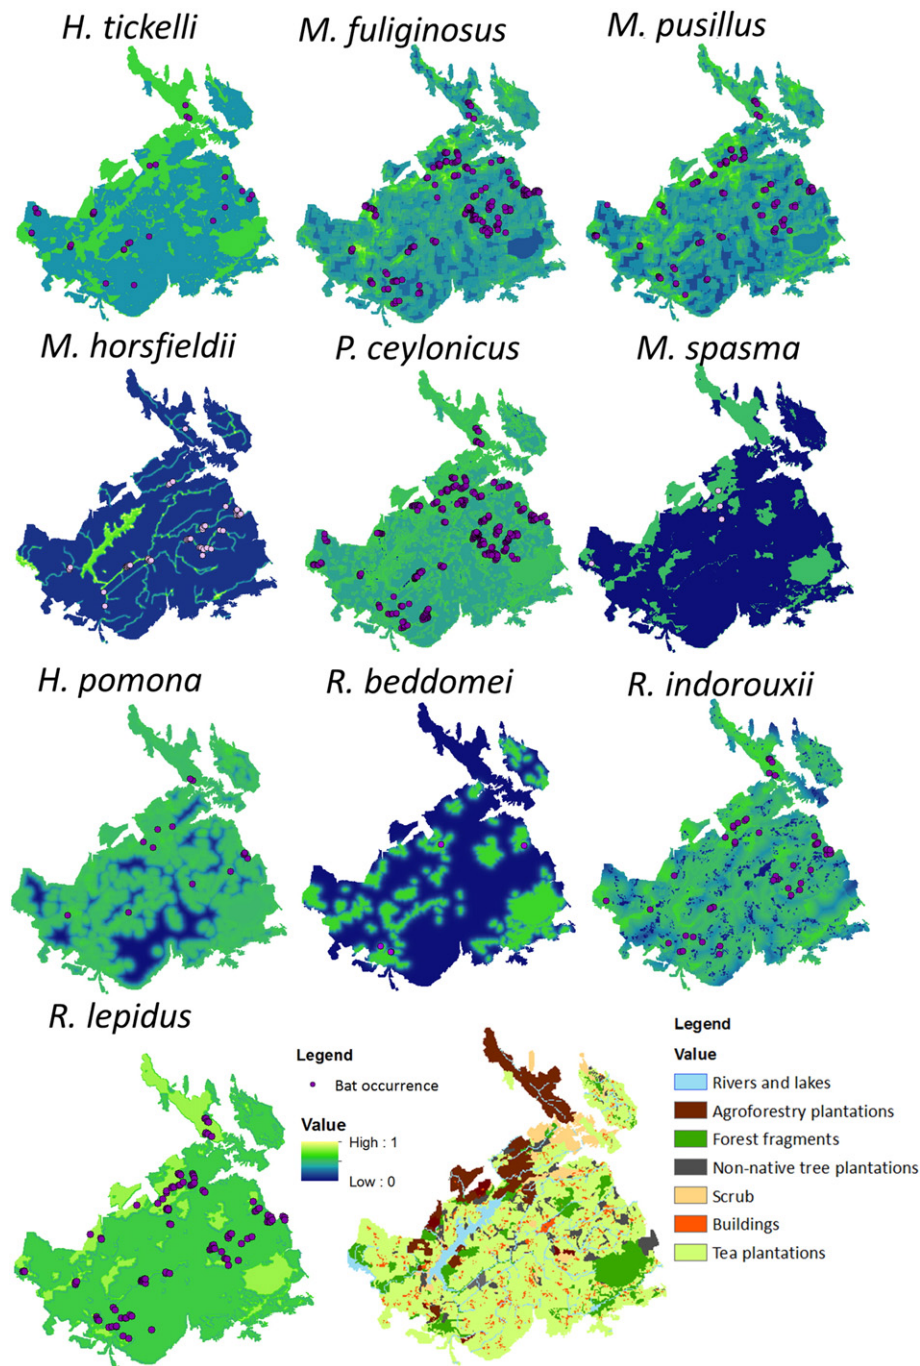 H. tickelli
M. fuliginosus
M. pusillus
M. horsfieldii
P. ceylonicus
M. spasma
H. pomona
R. beddomei
R. indorouxii
R. lepidus
Legend
Bat occurrence
Value
High : 1
Low : 0
Legend
Value
Rivers and lakes
Agroforestry plantations
Forest fragments
Non-native tree plantations
Scrub
Buildings
Tea plantations